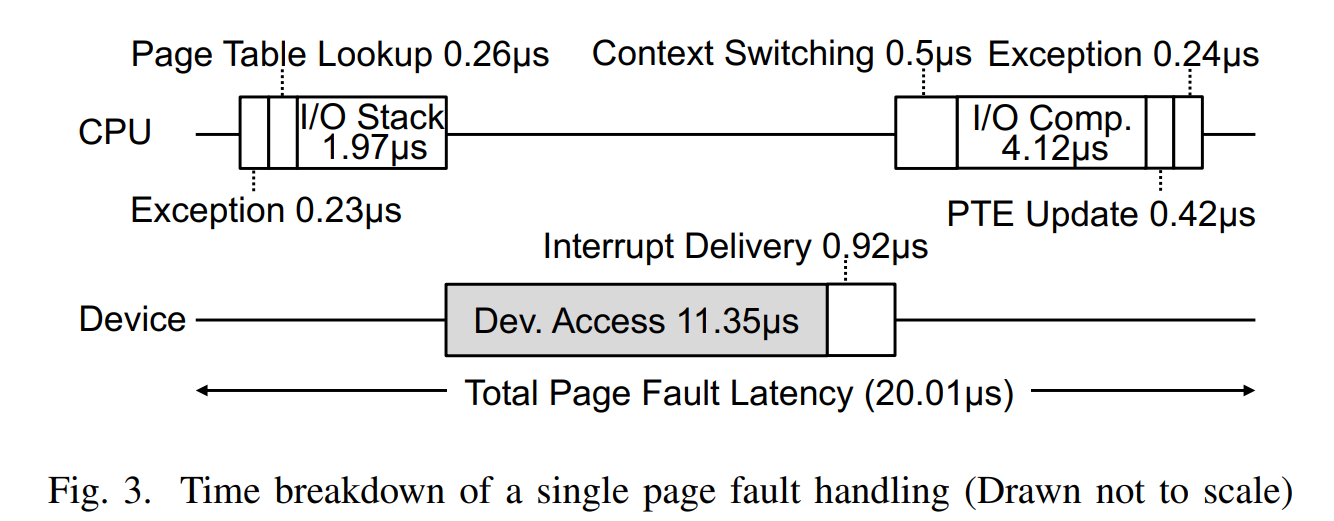 Page Table Lookup 0.26µs
Context Switching 0.5µs
Exception 0.24µs
CPU
I/O Stack
1.97µs
I/O Comp.
4.12µs
Exception 0.23µs
PTE Update 0.42µs
Interrupt Delivery 0.92µs
Device
Dev. Access 11.35µs
Total Page Fault Latency (20.01µs)
Fig. 3. Time breakdown of a single page fault handling (Drawn not to scale)